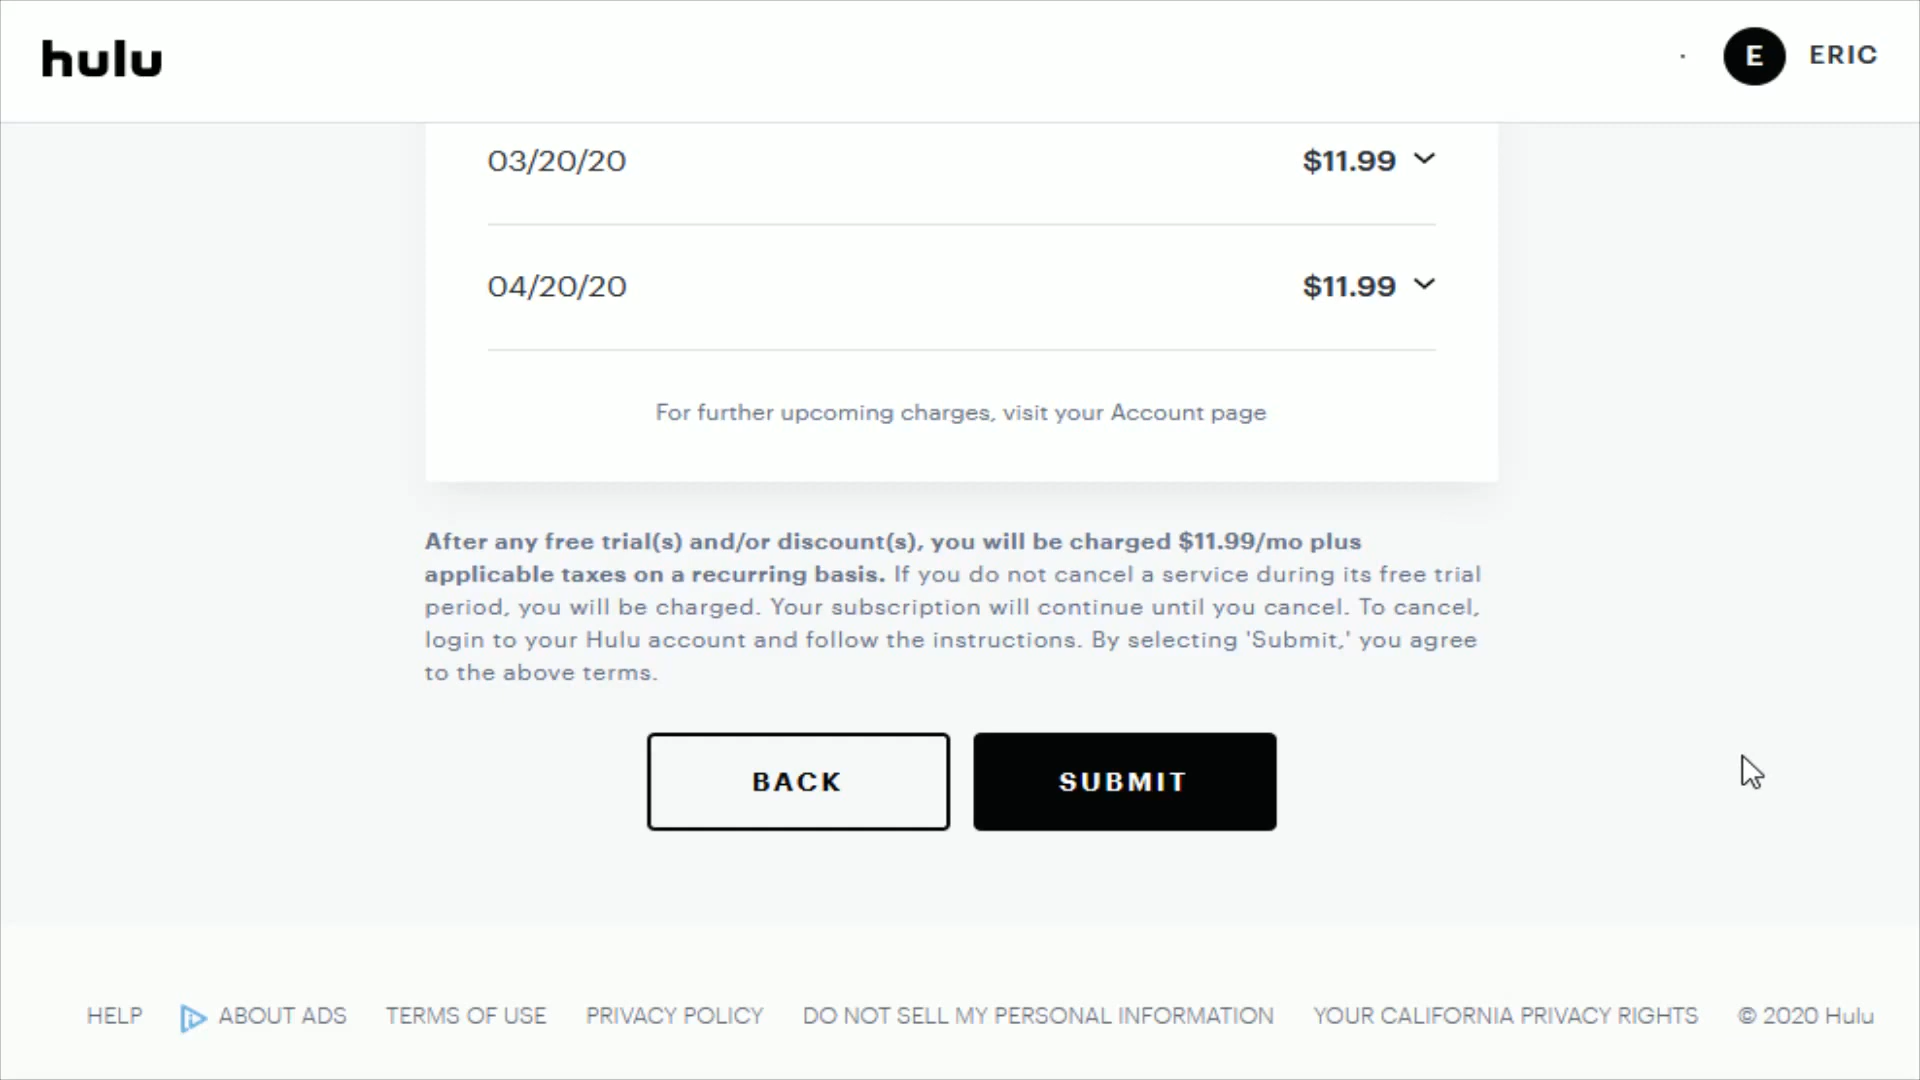 hulu
E ERIC
03/20/20 $11.99
04/20/20 $11.99
For further upcoming charges, visit your Account page
After any free trial(s) and/or discount(s), you will be charged $11.99/mo plus
applicable taxes on a recurring basis. If you do not cancel a service during its free trial
period, you will be charged. Your subscription will continue until you cancel. To cancel,
login to your Hulu account and follow the instructions. By selecting 'Submit,' you agree
to the above terms.
BACK SUBMIT
HELP ABOUT ADS TERMS OF USE PRIVACY POLICY DO NOT SELL MY PERSONAL INFORMATION YOUR CALIFORNIA PRIVACY RIGHTS © 2020 Hulu